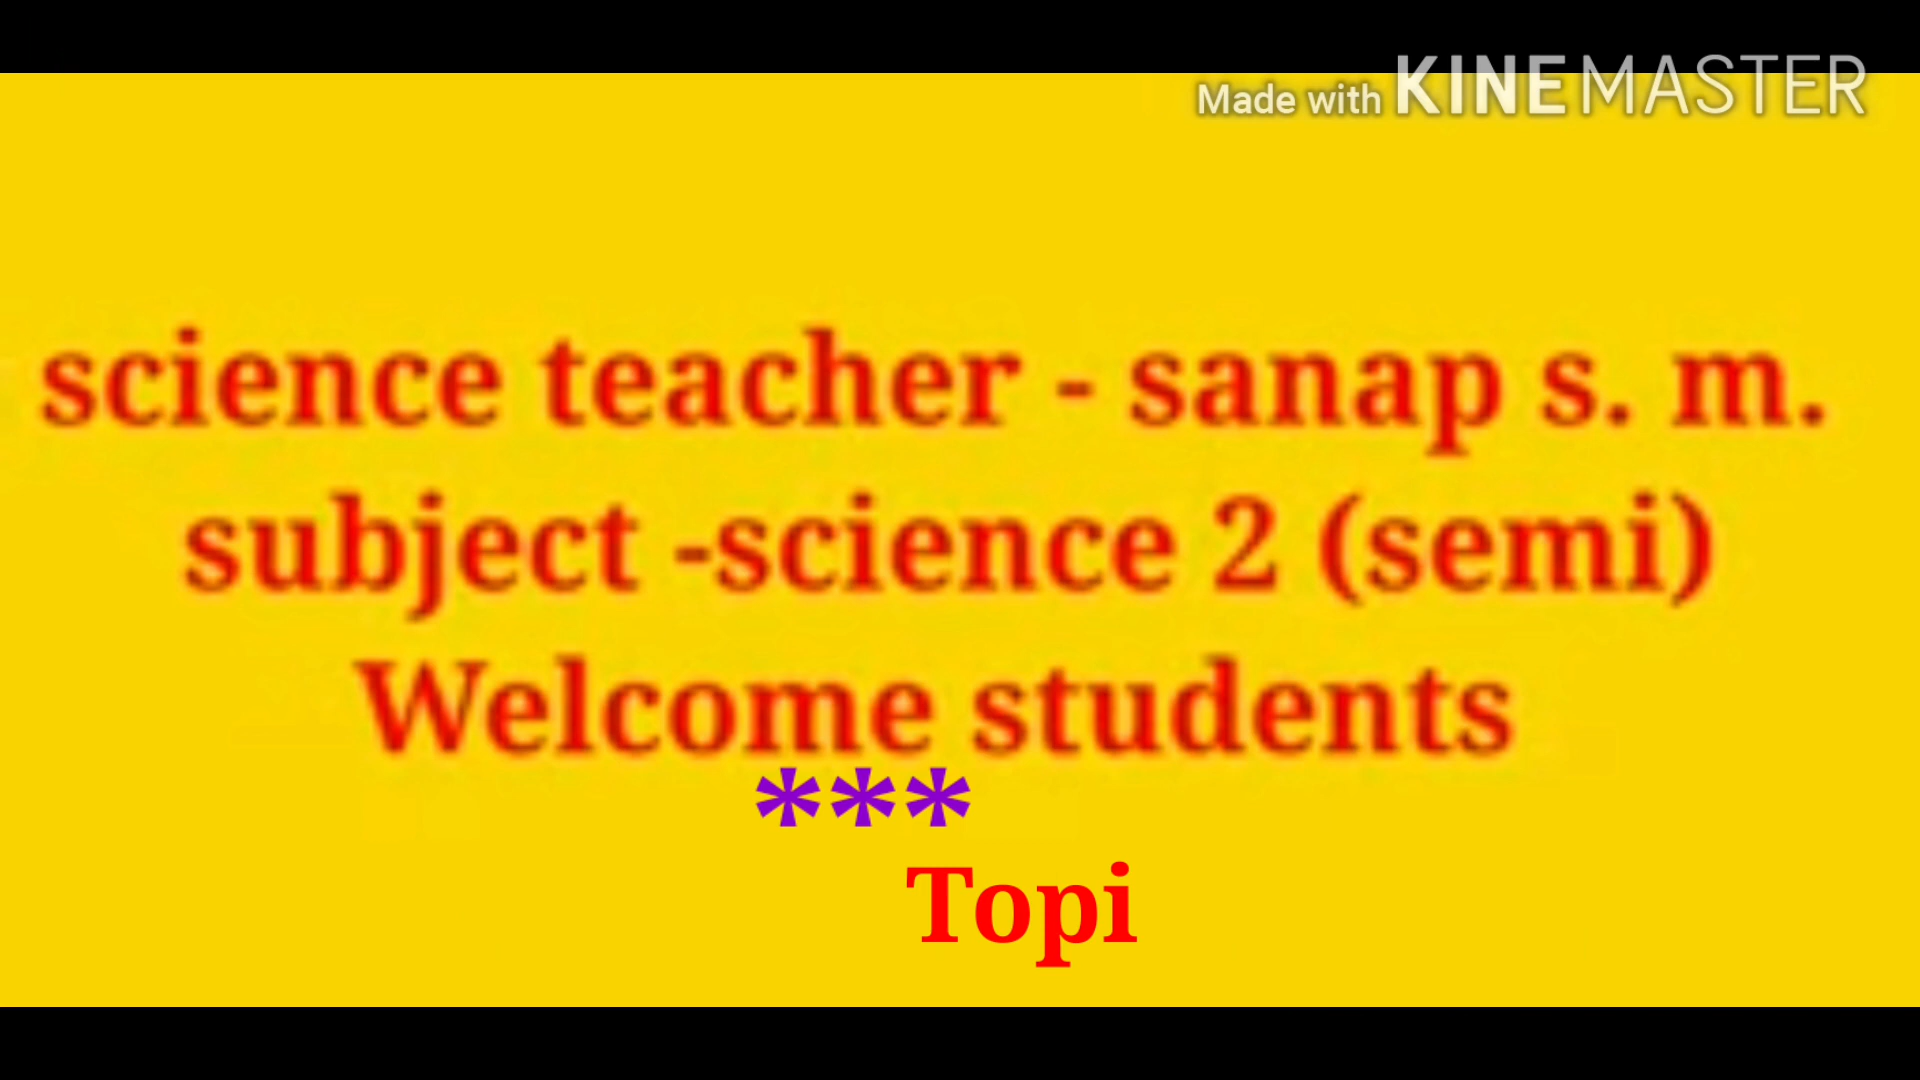 Made with KINEMASTER
science teacher - sanap s. m.
subject -science 2 (semi)
Welcome students
***
Topi